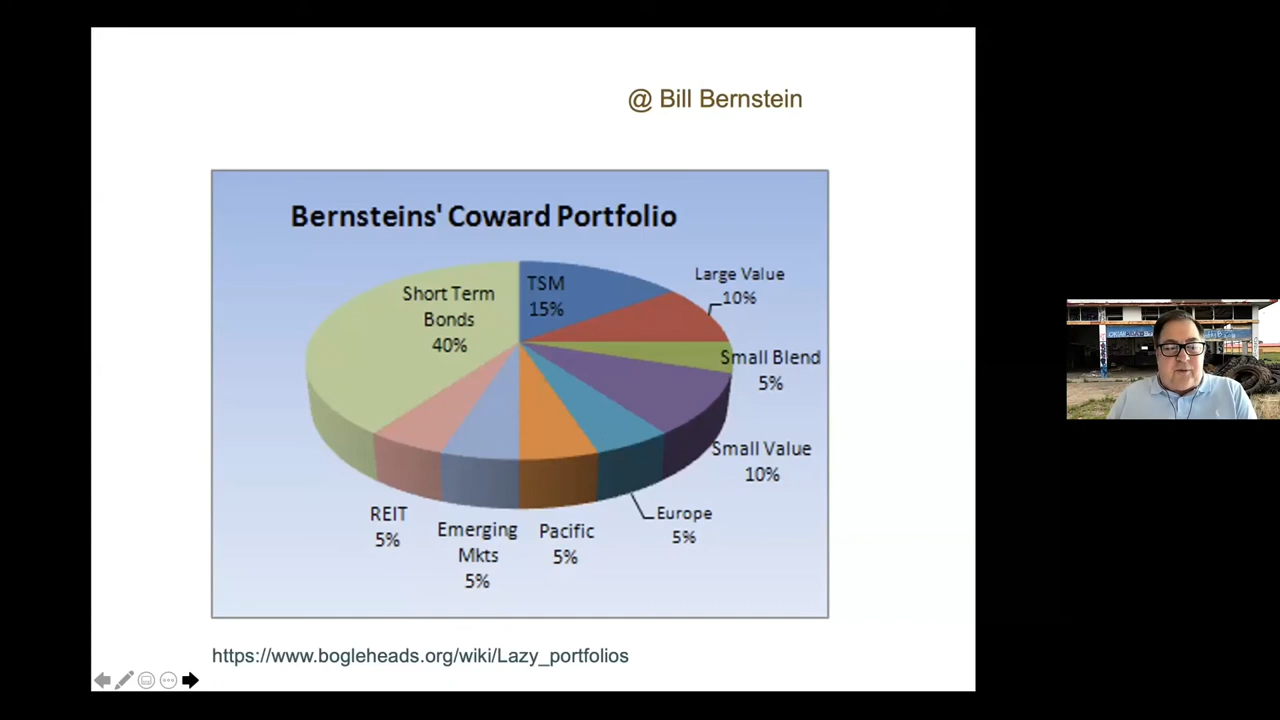 @ Bill Bernstein
Bernsteins' Coward Portfolio
Short Term
Bonds
40%
TSM
15%
Large Value
10%
Small Blend
5%
Small Value
10%
Europe
5%
Pacific
5%
Emerging
Mkts
5%
REIT
5%
https://www.bogleheads.org/wiki/Lazy_portfolios